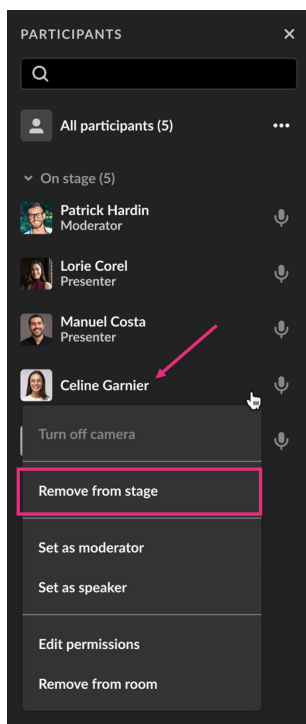 PARTICIPANTS
All participants (5)
On stage (5)
Patrick Hardin
Moderator
Lorie Corel
Presenter
Manuel Costa
Presenter
Celine Garnier
Turn off camera
Remove from stage
Set as moderator
Set as speaker
Edit permissions
Remove from room